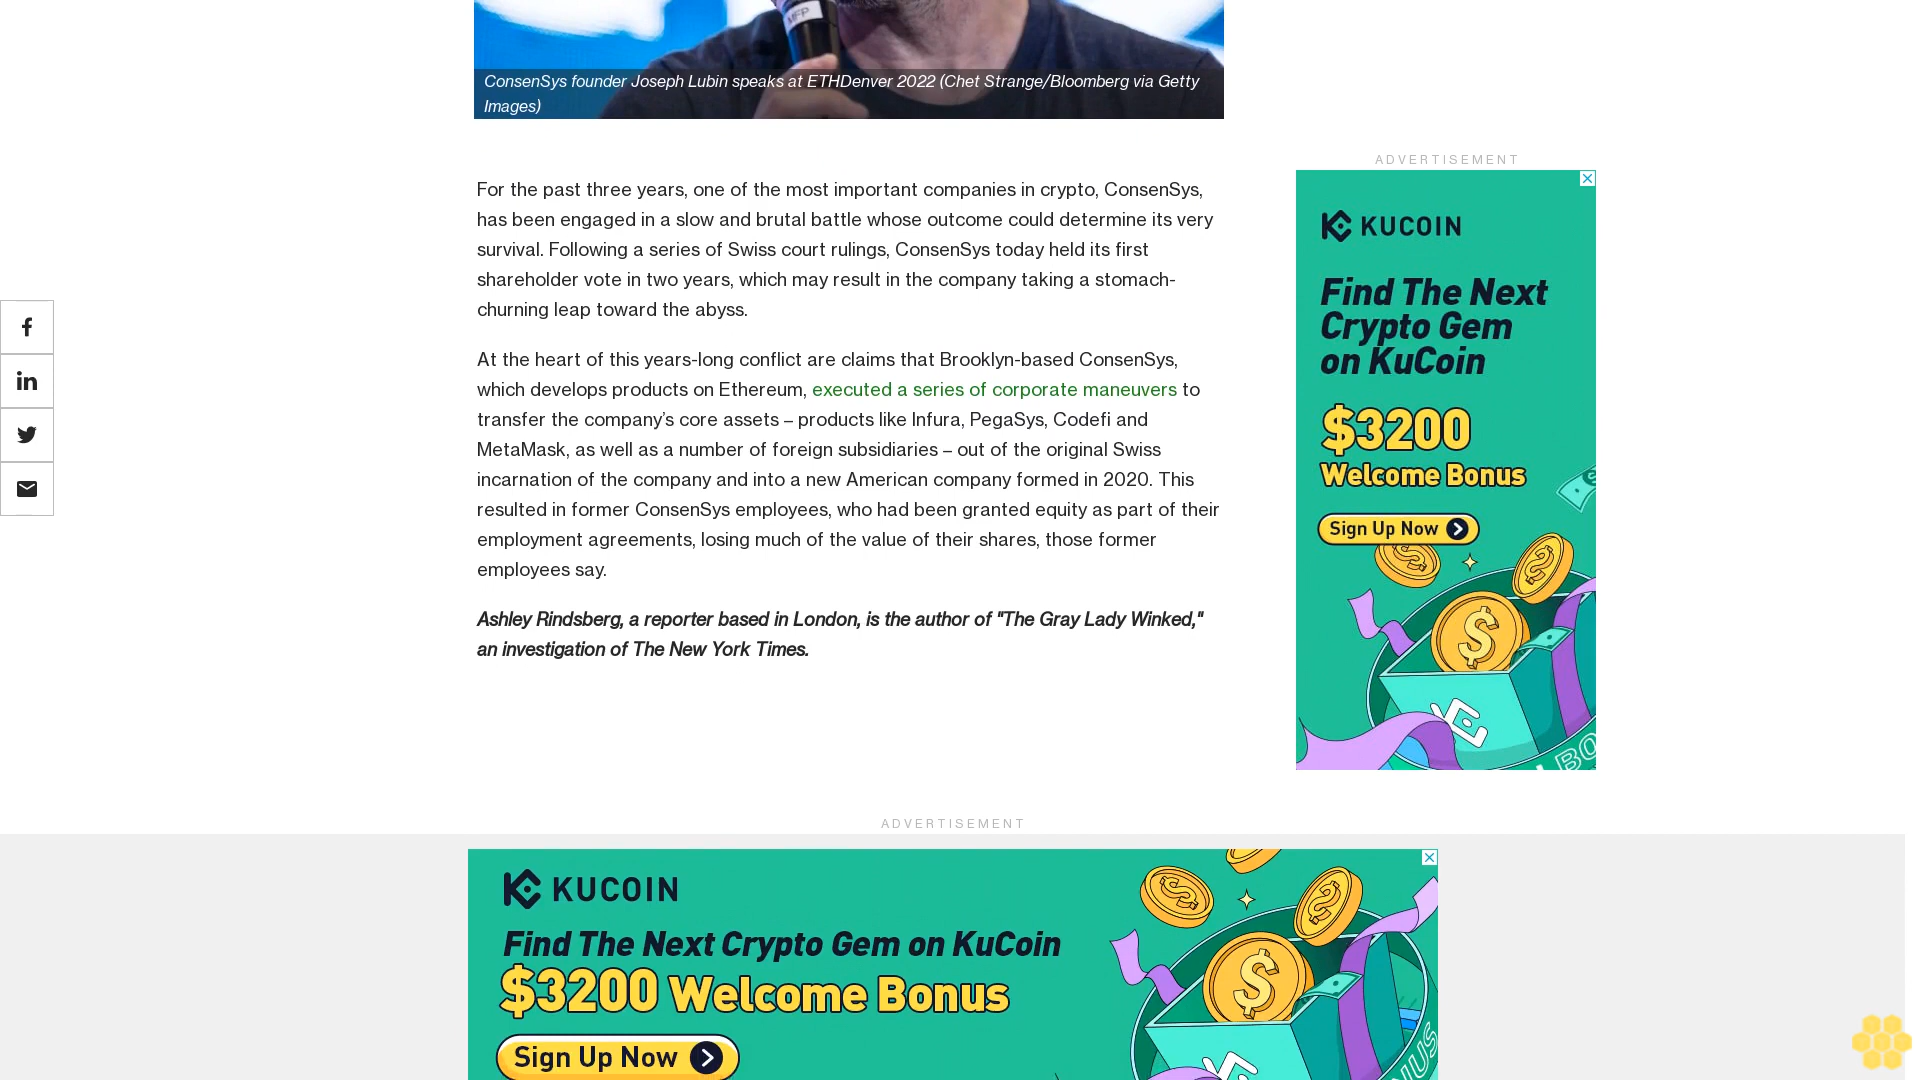 MFP
ConsenSys founder Joseph Lubin speaks at ETHDenver 2022 (Chet Strange/Bloomberg via Getty
Images)
For the past three years, one of the most important companies in crypto, ConsenSys,
has been engaged in a slow and brutal battle whose outcome could determine its very
survival. Following a series of Swiss court rulings, ConsenSys today held its first
shareholder vote in two years, which may result in the company taking a stomach-
churning leap toward the abyss.
At the heart of this years-long conflict are claims that Brooklyn-based ConsenSys,
which develops products on Ethereum, executed a series of corporate maneuvers to
transfer the company’s core assets – products like Infura, PegaSys, Codefi and
MetaMask, as well as a number of foreign subsidiaries – out of the original Swiss
incarnation of the company and into a new American company formed in 2020. This
resulted in former ConsenSys employees, who had been granted equity as part of their
employment agreements, losing much of the value of their shares, those former
employees say.
Ashley Rindsberg, a reporter based in London, is the author of "The Gray Lady Winked,"
an investigation of The New York Times.
ADVERTISEMENT
KUCOIN
Find The Next
Crypto Gem
on KuCoin
$3200
Welcome Bonus
Sign Up Now
ADVERTISEMENT
KUCOIN
Find The Next Crypto Gem on KuCoin
$3200 Welcome Bonus
Sign Up Now